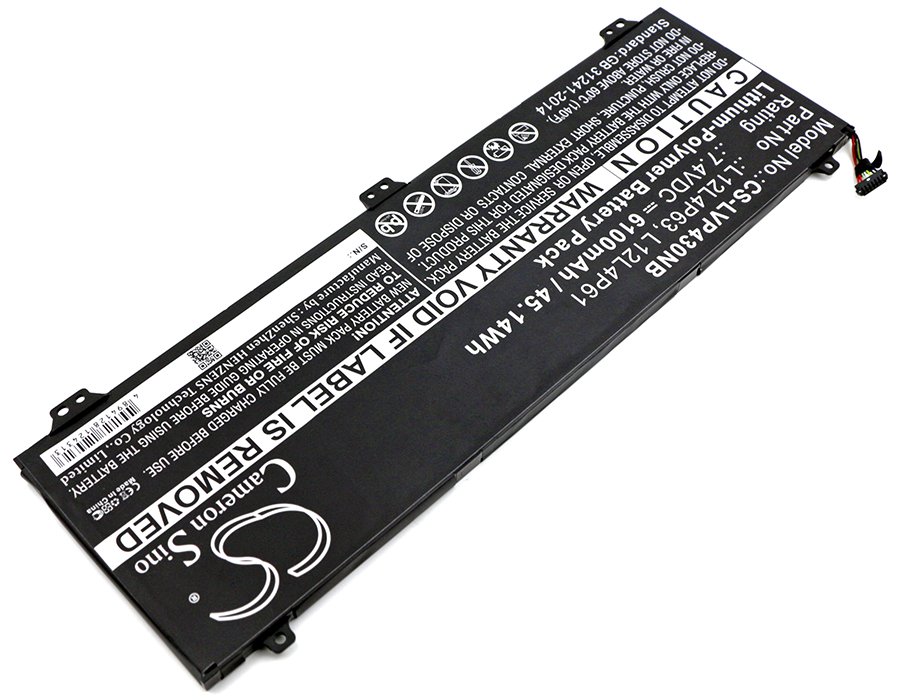 Model No.:CS-LVP430NB
Part No :L12L4P63, L12L4P61
Rating :7.4VDC ⎓ 6100mAh / 45.14Wh
Lithium-Polymer Battery Pack
CAUTION WARRANTY VOID IF LABEL IS REMOVED
-DO NOT ATTEMPT TO DISASSEMBLE, OPEN OR SERVICE THE BATTERY PACK.
-REPLACE ONLY WITH THE BATTERY PACK DESIGNATED FOR THIS PRODUCT.
-DO NOT CRUSH, PUNCTURE, SHORT EXTERNAL CONTACTS OR DISPOSE OF
IN FIRE OR WATER.
-DO NOT STORE ABOVE 60°C (140°F).
Standard:GB 31241-2014
ATTENTION!
TO REDUCE RISK OF FIRE OR BURNS
NEW BATTERY PACK MUST BE FULLY CHARGED BEFORE USE.
READ INSTRUCTIONS IN OPERATING GUIDE BEFORE USING THE BATTERY
Manufacture by :ShenZhen HENZENS Technology Co., Limited
S/N.:
4 894128 124313
CE
Made in China
CS
Cameron Sino
®